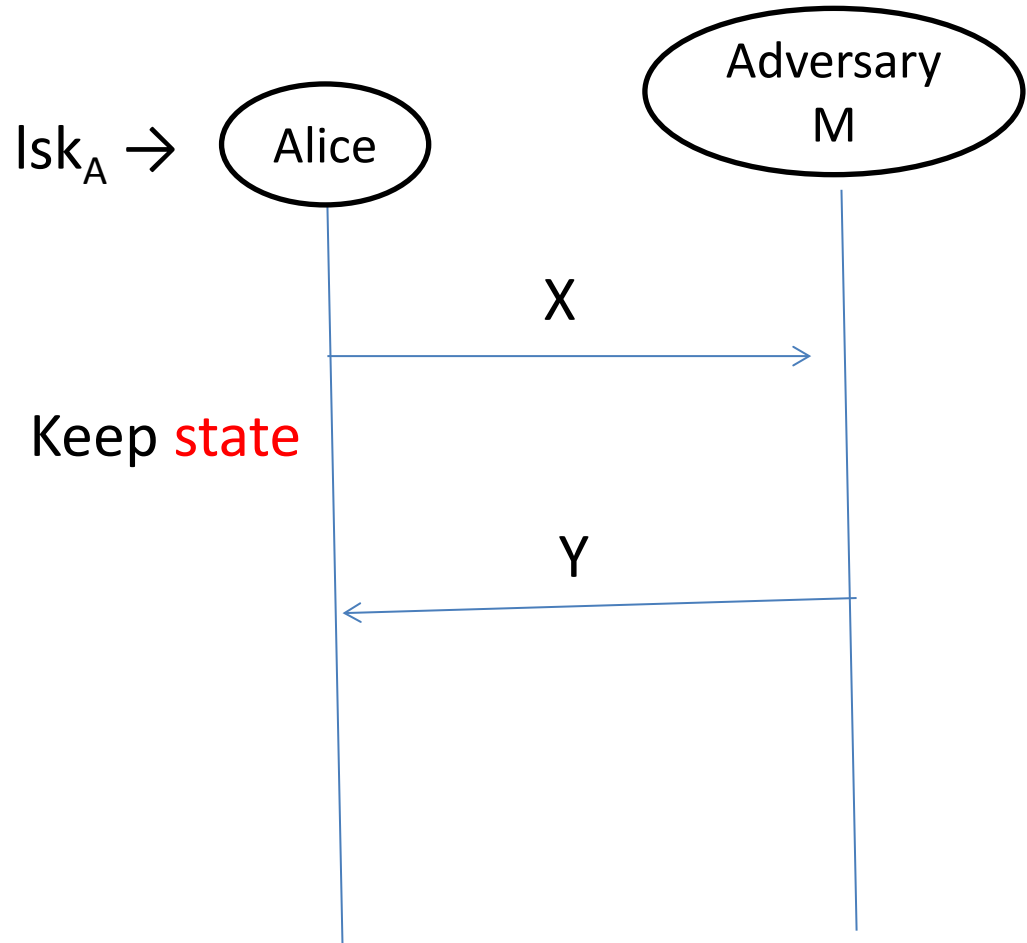 Adversary
M
lsk_A → Alice
X
Keep state
Y